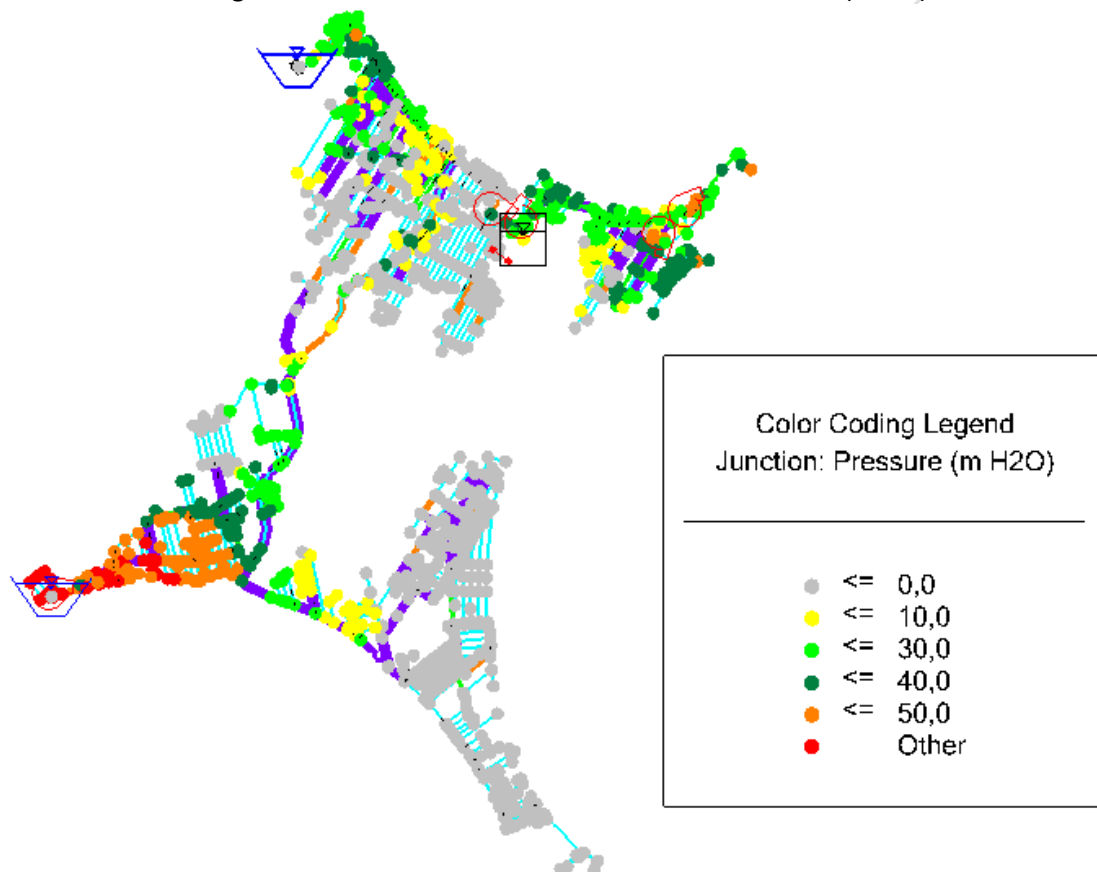 Color Coding Legend
Junction: Pressure (m H2O)
<= 0,0
<= 10,0
<= 30,0
<= 40,0
<= 50,0
Other